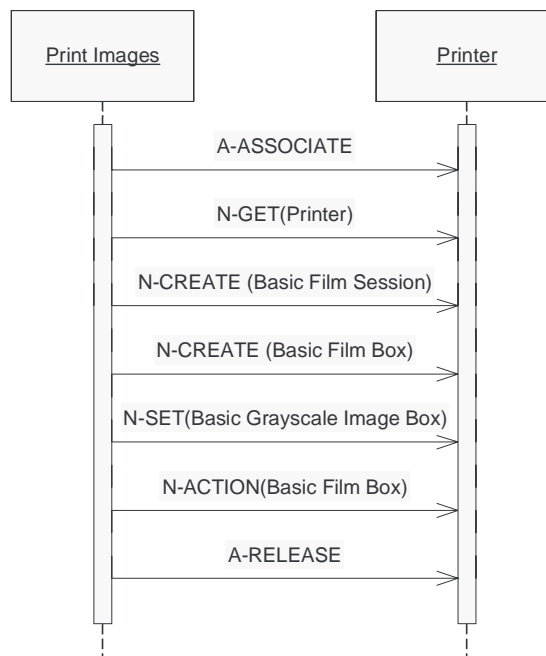 Print Images
Printer
A-ASSOCIATE
N-GET(Printer)
N-CREATE (Basic Film Session)
N-CREATE (Basic Film Box)
N-SET(Basic Grayscale Image Box)
N-ACTION(Basic Film Box)
A-RELEASE